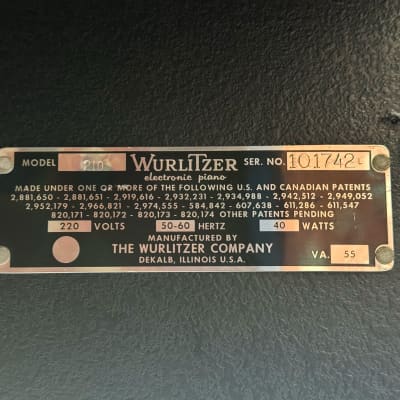 MODEL 210 WURLITZER SER. NO. 101742L
electronic piano
MADE UNDER ONE OR MORE OF THE FOLLOWING U.S. AND CANADIAN PATENTS
2,881,650 - 2,881,651 - 2,919,616 - 2,932,231 - 2,934,988 - 2,942,512 - 2,949,052
2,952,179 - 2,966,821 - 2,974,555 - 584,842 - 607,638 - 611,286 - 611,547
820,171 - 820,172 - 820,173 - 820,174 OTHER PATENTS PENDING
220 VOLTS 50-60 HERTZ 40 WATTS
MANUFACTURED BY
THE WURLITZER COMPANY VA. 55
DEKALB, ILLINOIS U.S.A.